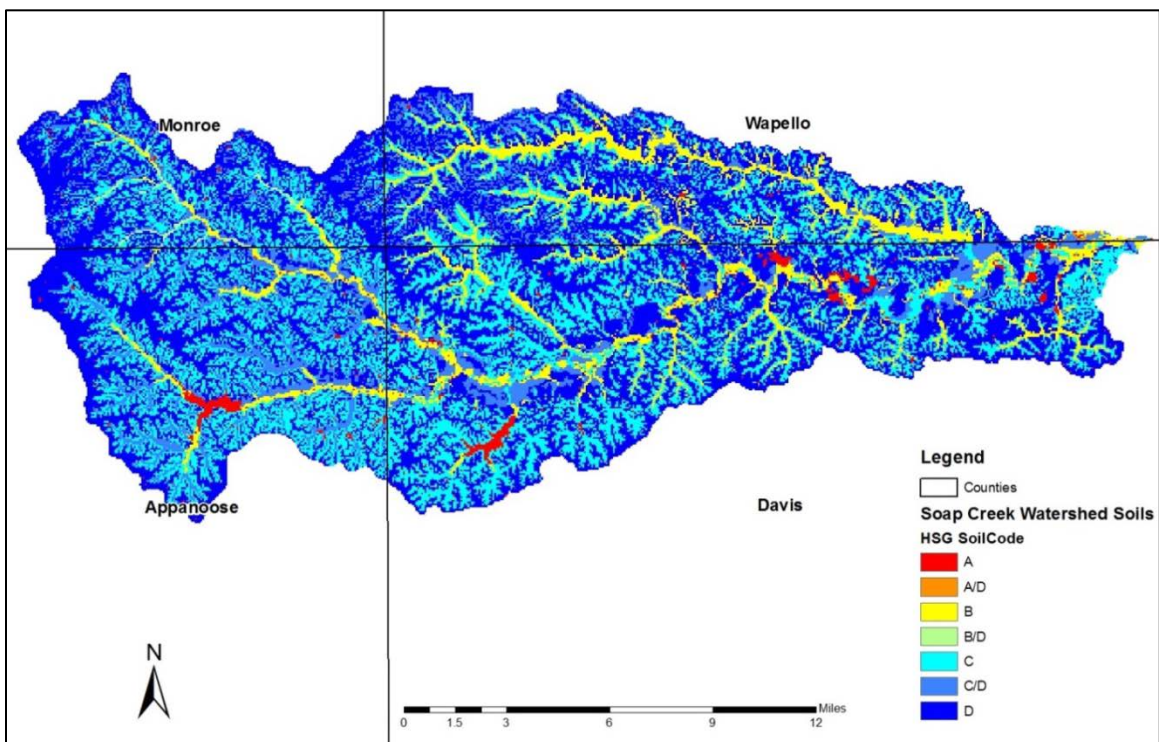 Monroe
Wapello
Appanoose
Davis
Legend
Counties
Soap Creek Watershed Soils
HSG SoilCode
A
A/D
B
B/D
C
C/D
D
N
Miles
0 1.5 3 6 9 12